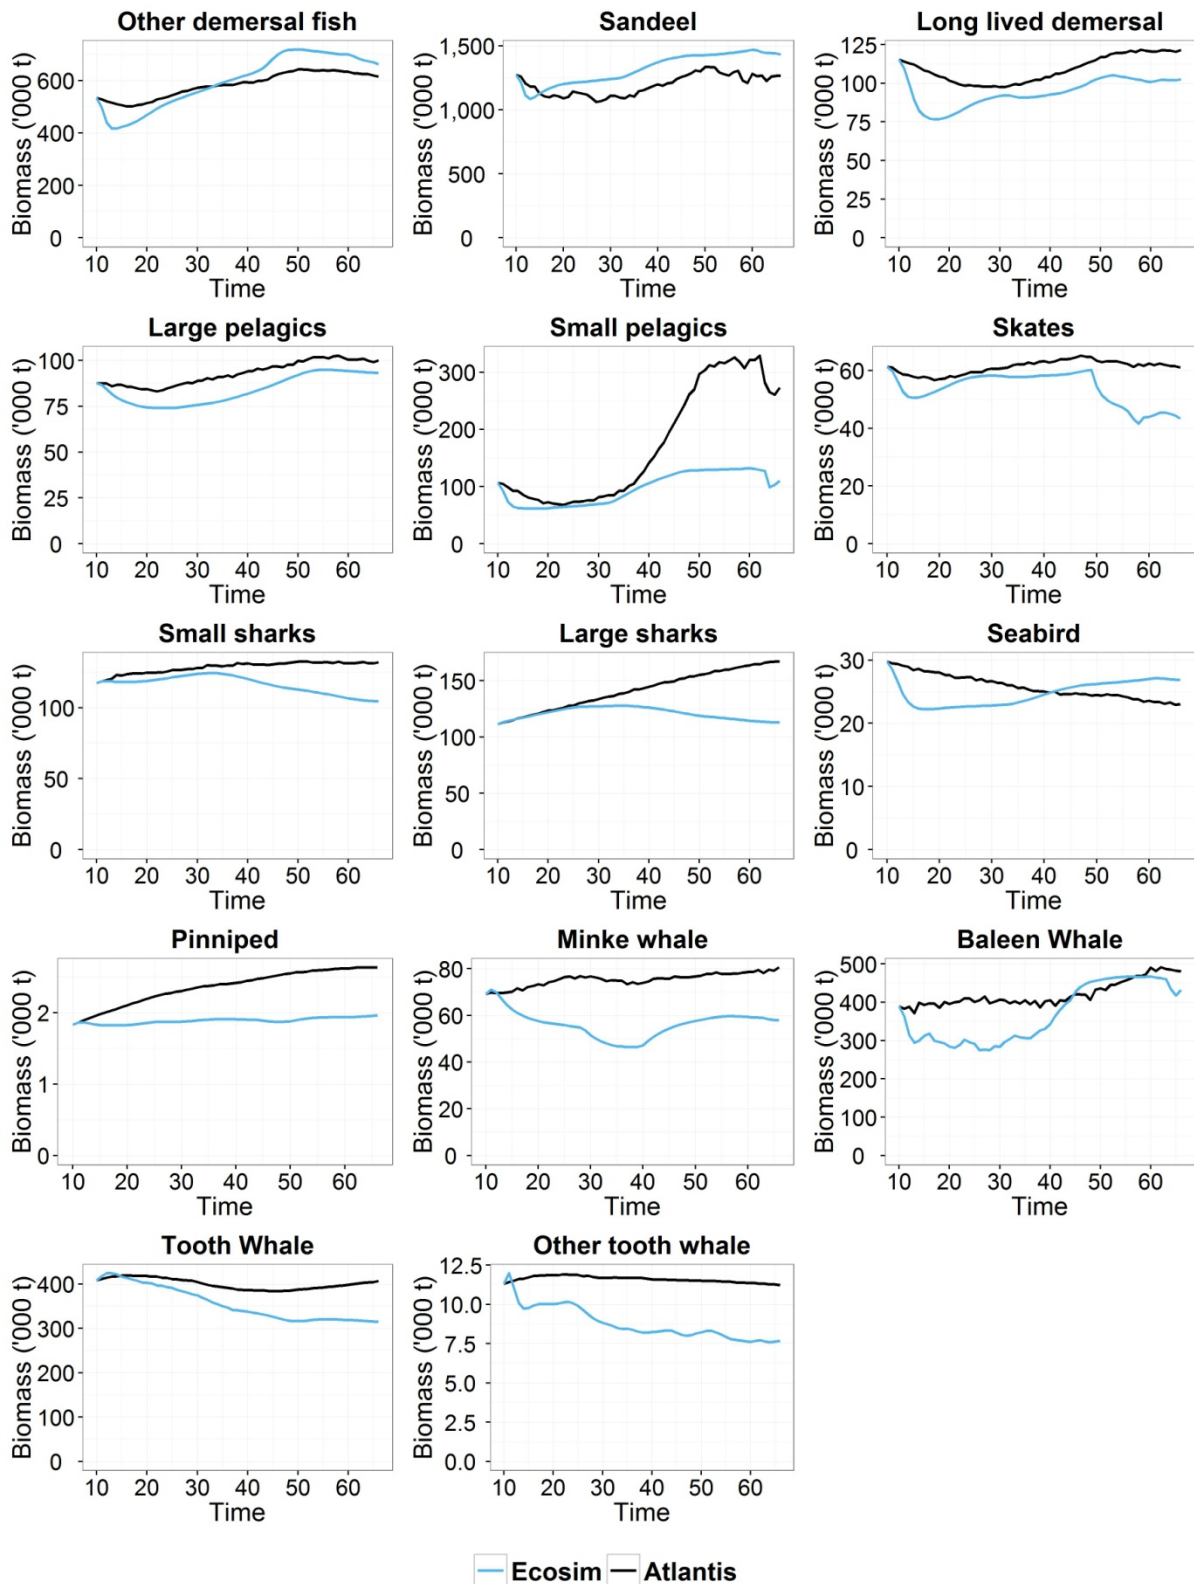 Other demersal fish Sandeel Long lived demersal
Biomass ('000 t) 600 400 200 0 Biomass ('000 t) 1,500 1,000 500 0 Biomass ('000 t) 125 100 75 50 25 0
10 20 30 40 50 60 10 20 30 40 50 60 10 20 30 40 50 60
Time Time Time
Large pelagics Small pelagics Skates
Biomass ('000 t) 100 75 50 25 0 Biomass ('000 t) 300 200 100 0 Biomass ('000 t) 60 40 20 0
10 20 30 40 50 60 10 20 30 40 50 60 10 20 30 40 50 60
Time Time Time
Small sharks Large sharks Seabird
Biomass ('000 t) 100 50 0 Biomass ('000 t) 150 100 50 0 Biomass ('000 t) 30 20 10 0
10 20 30 40 50 60 10 20 30 40 50 60 10 20 30 40 50 60
Time Time Time
Pinniped Minke whale Baleen Whale
Biomass ('000 t) 2 1 0 Biomass ('000 t) 80 60 40 20 0 Biomass ('000 t) 500 400 300 200 100 0
10 20 30 40 50 60 10 20 30 40 50 60 10 20 30 40 50 60
Time Time Time
Tooth Whale Other tooth whale
Biomass ('000 t) 400 300 200 100 0 Biomass ('000 t) 12.5 10.0 7.5 5.0 2.5 0.0
10 20 30 40 50 60 10 20 30 40 50 60
Time Time
Ecosim Atlantis